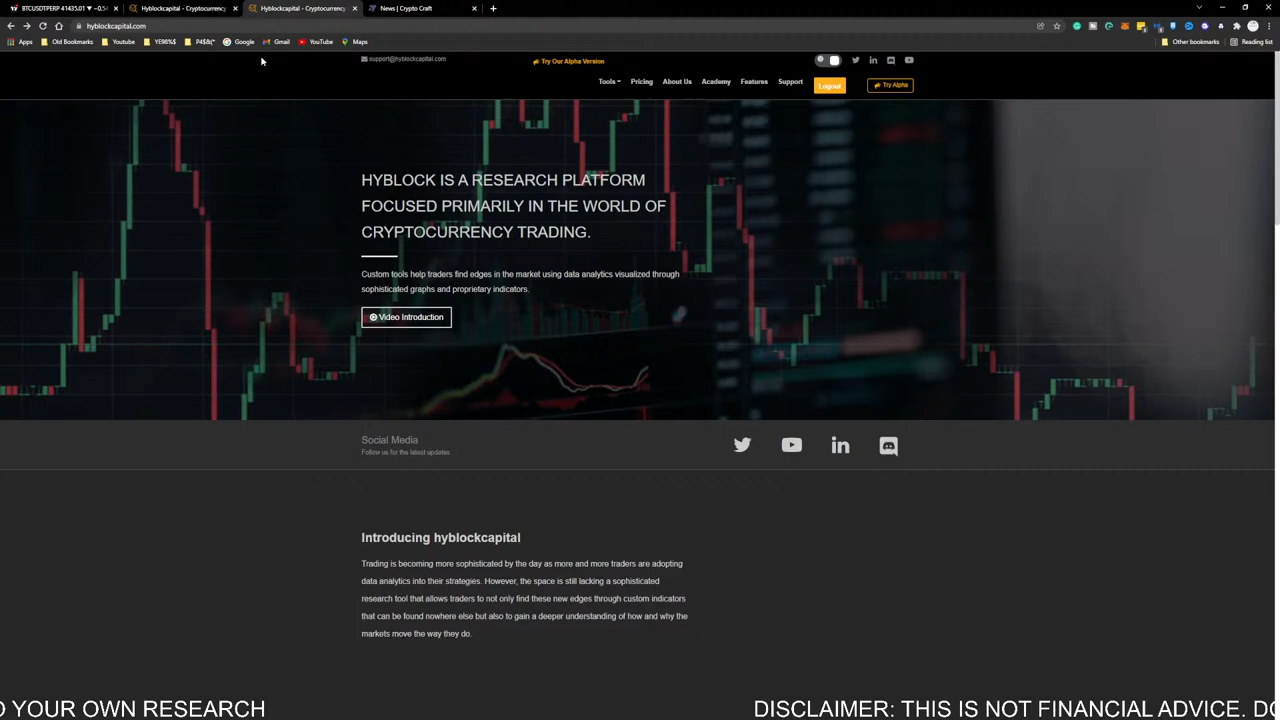 BTCUSDTPERP 41435.01 ▼ −0.54
Hyblockcapital - Cryptocurrency
Hyblockcapital - Cryptocurrency
News | Crypto Craft
hyblockcapital.com
Apps
Old Bookmarks
Youtube
YE98%$
P4$&(*
Google
Gmail
YouTube
Maps
Other bookmarks
Reading list
support@hyblockcapital.com
Try Our Alpha Version
Tools
Pricing
About Us
Academy
Features
Support
Logout
Try Alpha
HYBLOCK IS A RESEARCH PLATFORM
FOCUSED PRIMARILY IN THE WORLD OF
CRYPTOCURRENCY TRADING.
Custom tools help traders find edges in the market using data analytics visualized through
sophisticated graphs and proprietary indicators.
Video Introduction
Social Media
Follow us for the latest updates.
Introducing hyblockcapital
Trading is becoming more sophisticated by the day as more and more traders are adopting
data analytics into their strategies. However, the space is still lacking a sophisticated
research tool that allows traders to not only find these new edges through custom indicators
that can be found nowhere else but also to gain a deeper understanding of how and why the
markets move the way they do.
O YOUR OWN RESEARCH
DISCLAIMER: THIS IS NOT FINANCIAL ADVICE. DO